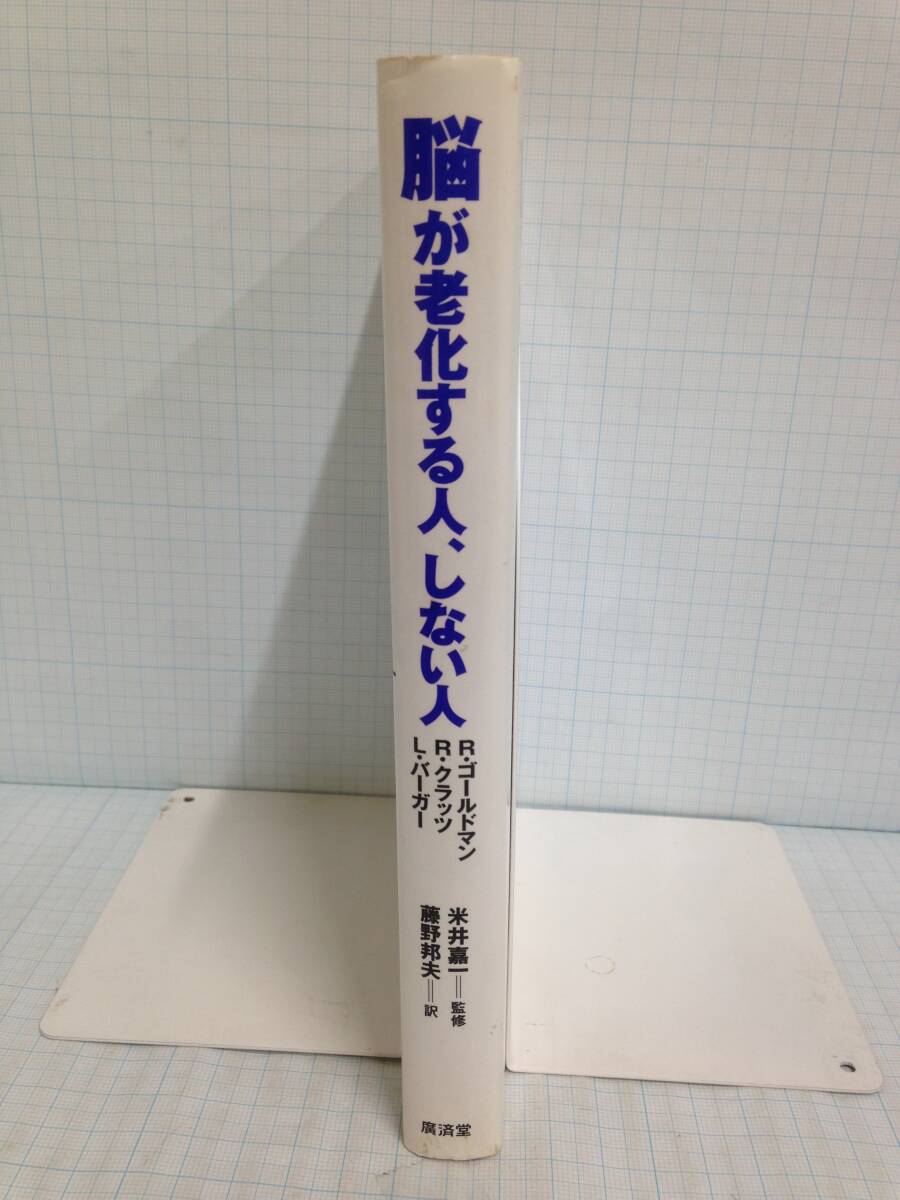 脳が老化する人、しない人
R・ゴールドマン
R・クラッツ
L・バーガー
米井嘉一＝監修
藤野邦夫＝訳
廣済堂